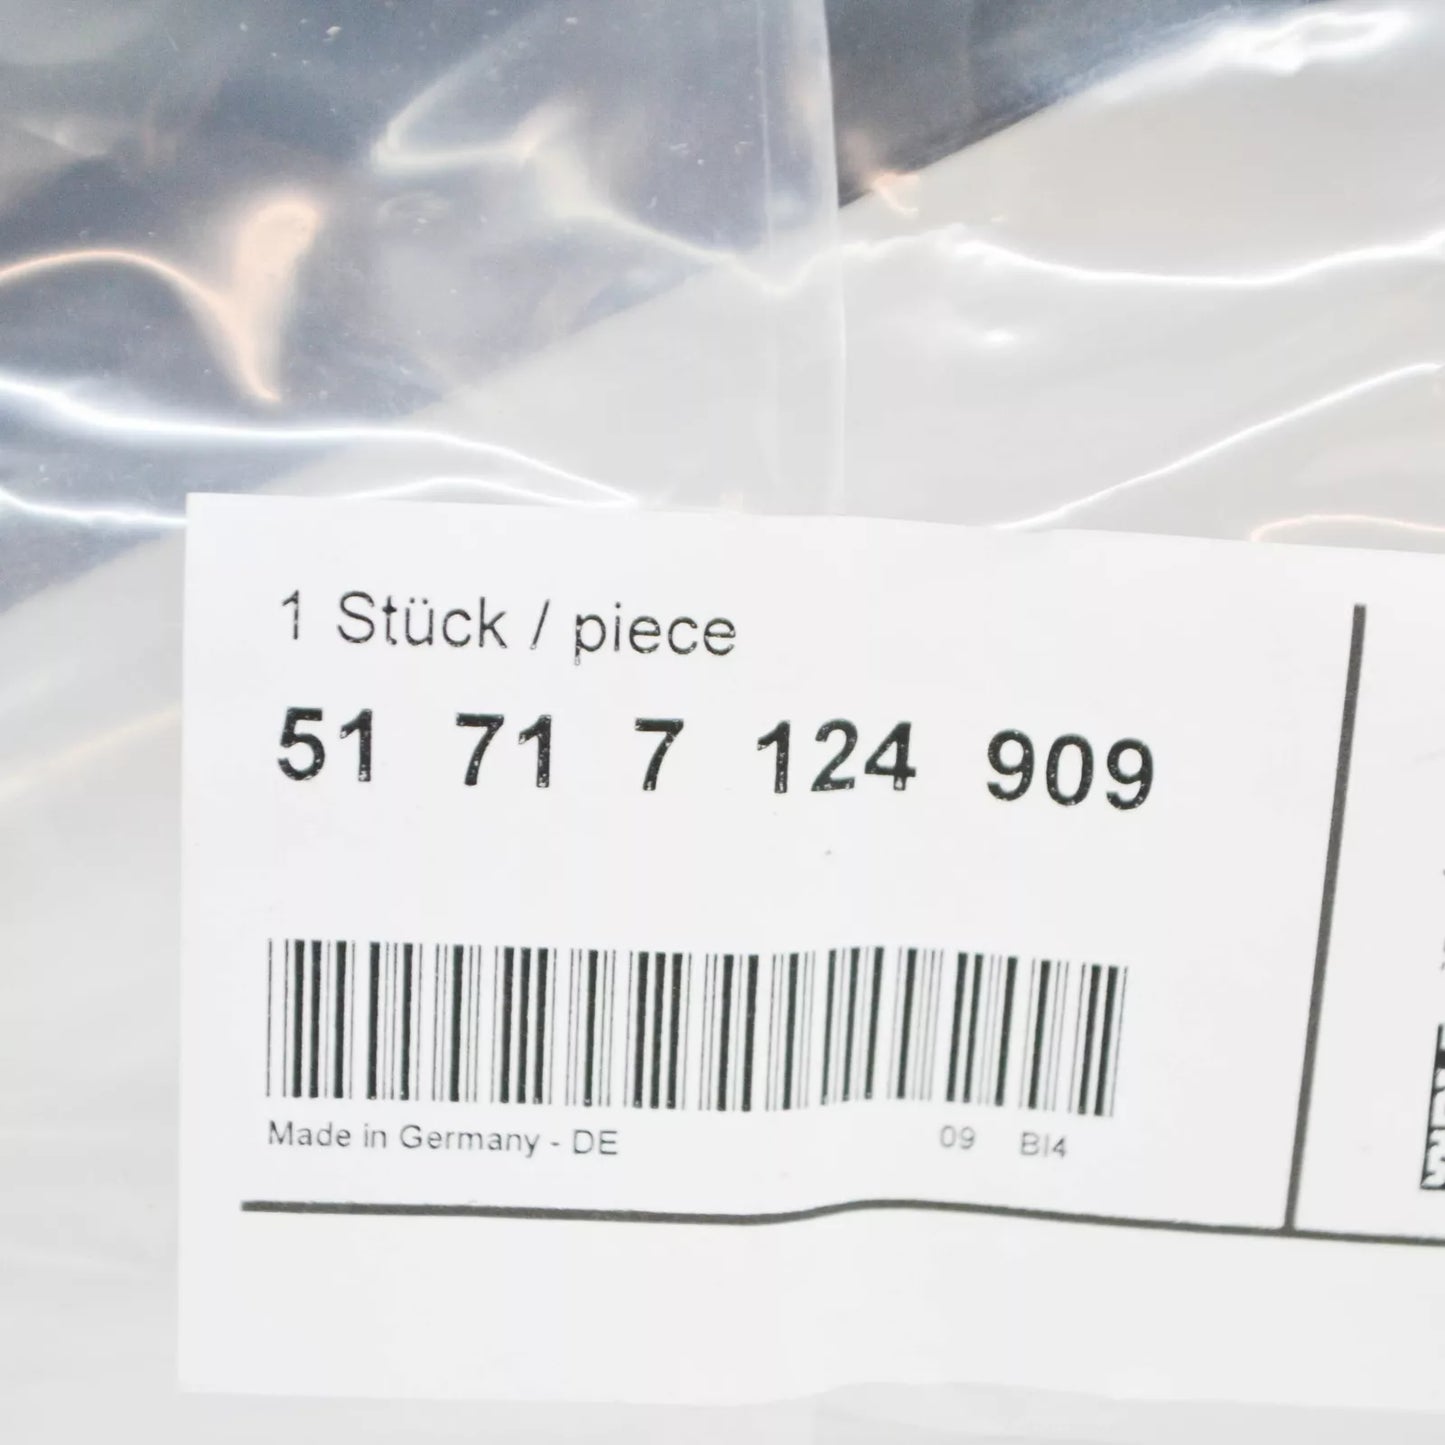 1 Stück / piece
51 71 7 124 909
Made in Germany - DE 09 BI4